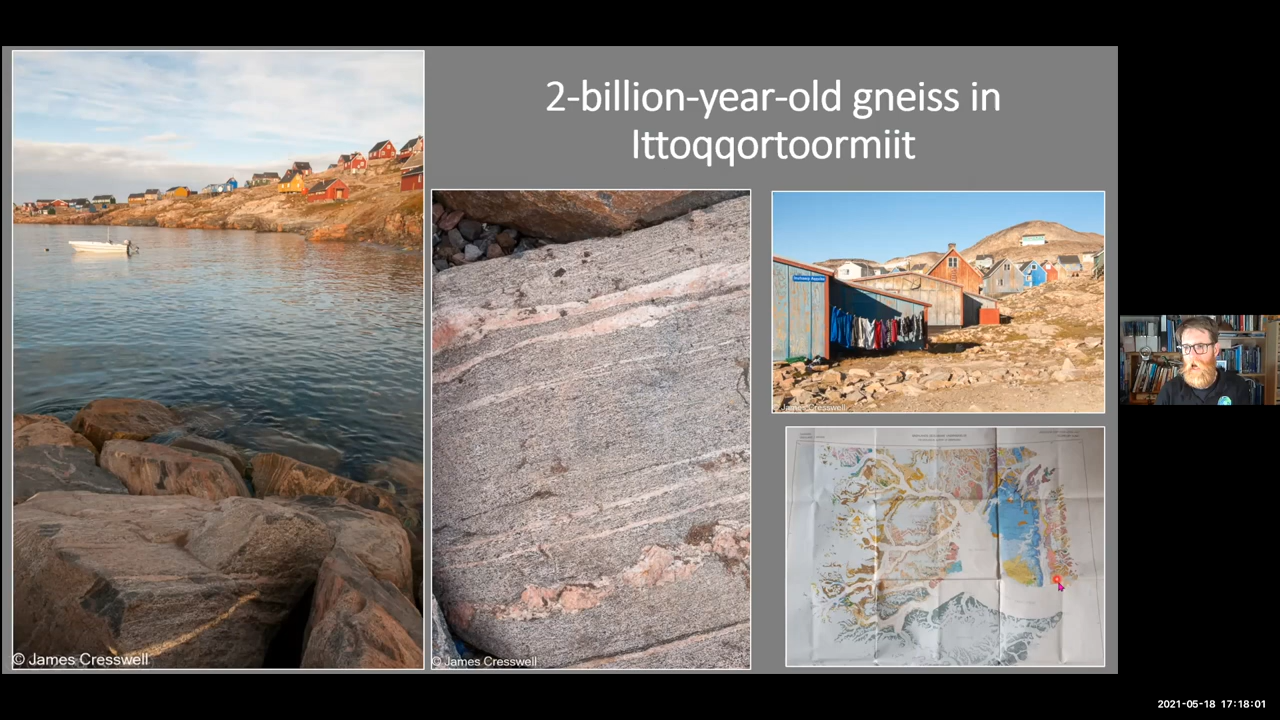 2-billion-year-old gneiss in
Ittoqqortoormiit
© James Cresswell
© James Cresswell
James Cresswell
2021-05-18 17:18:01